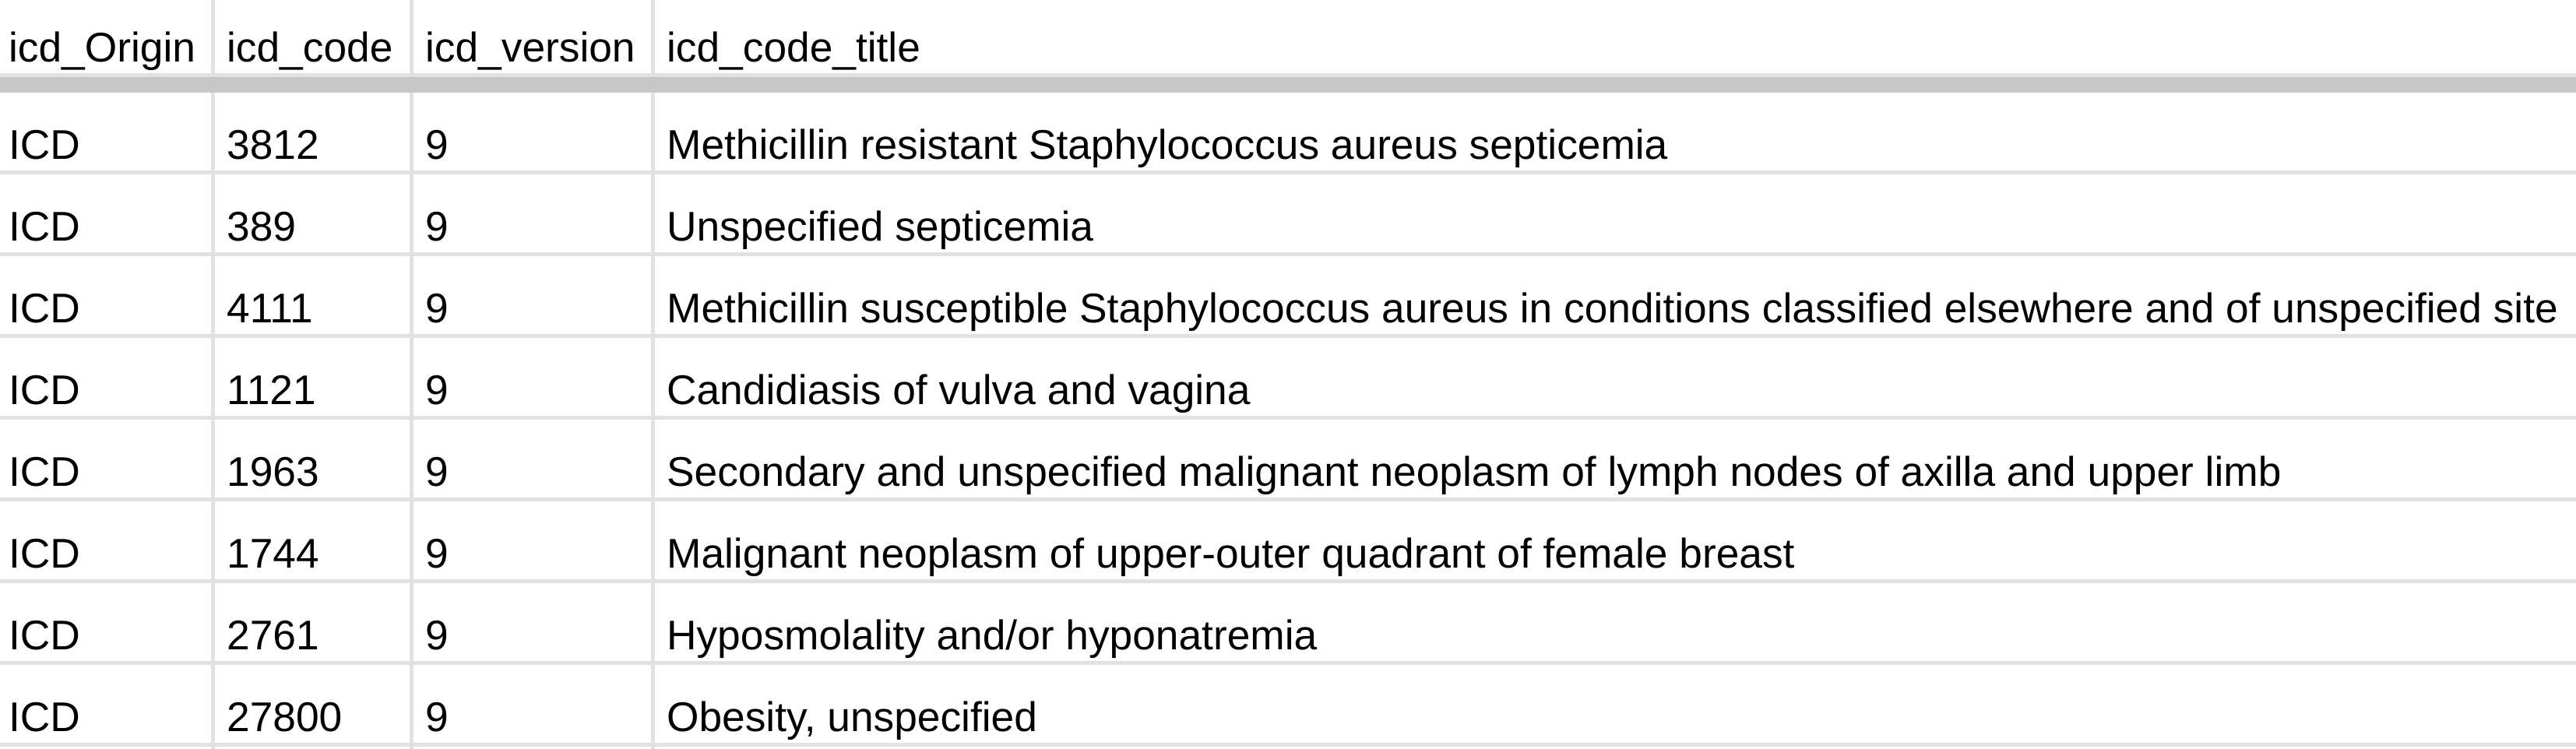 icd_Origin icd_code icd_version icd_code_title
ICD 3812 9 Methicillin resistant Staphylococcus aureus septicemia
ICD 389 9 Unspecified septicemia
ICD 4111 9 Methicillin susceptible Staphylococcus aureus in conditions classified elsewhere and of unspecified site
ICD 1121 9 Candidiasis of vulva and vagina
ICD 1963 9 Secondary and unspecified malignant neoplasm of lymph nodes of axilla and upper limb
ICD 1744 9 Malignant neoplasm of upper-outer quadrant of female breast
ICD 2761 9 Hyposmolality and/or hyponatremia
ICD 27800 9 Obesity, unspecified